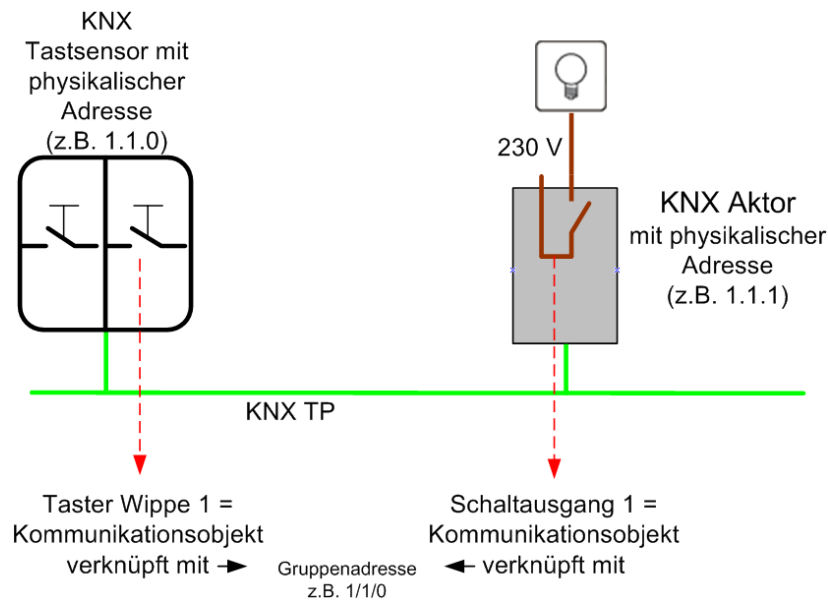 KNX
Tastsensor mit
physikalischer
Adresse
(z.B. 1.1.0)
230 V
KNX Aktor
mit physikalischer
Adresse
(z.B. 1.1.1)
KNX TP
Taster Wippe 1 =
Kommunikationsobjekt
verknüpft mit
Schaltausgang 1 =
Kommunikationsobjekt
verknüpft mit
Gruppenadresse
z.B. 1/1/0